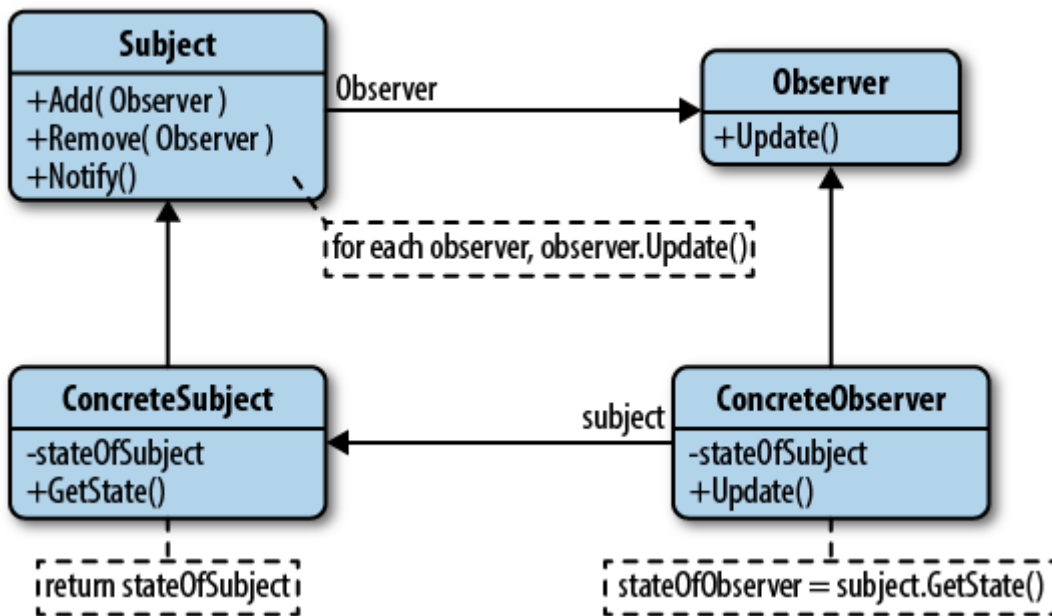 Subject
+Add( Observer )
+Remove( Observer )
+Notify()
Observer
Observer
+Update()
for each observer, observer.Update()
ConcreteSubject
-stateOfSubject
+GetState()
subject
ConcreteObserver
-stateOfSubject
+Update()
return stateOfSubject
stateOfObserver = subject.GetState()